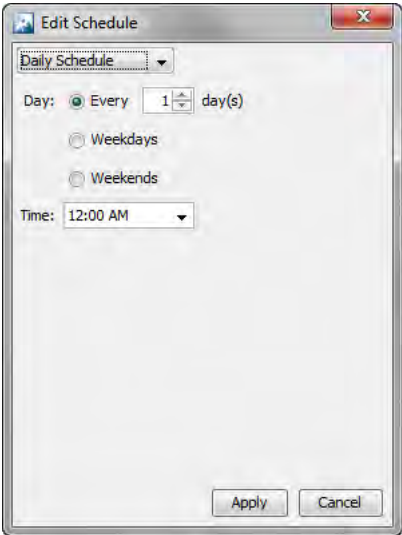 Edit Schedule
Daily Schedule
Day: Every 1 day(s)
Weekdays
Weekends
Time: 12:00 AM
Apply Cancel